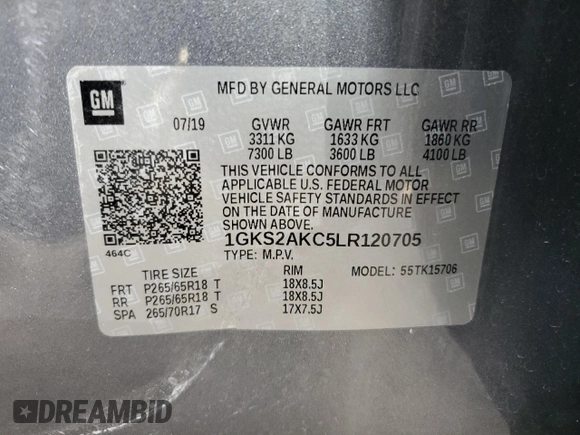 GM
MFD BY GENERAL MOTORS LLC
07/19 GVWR GAWR FRT GAWR RR
3311 KG 1633 KG 1860 KG
7300 LB 3600 LB 4100 LB
THIS VEHICLE CONFORMS TO ALL
APPLICABLE U.S. FEDERAL MOTOR
VEHICLE SAFETY STANDARDS IN EFFECT
ON THE DATE OF MANUFACTURE
SHOWN ABOVE.
1GKS2AKC5LR120705
464C
TYPE: M.P.V.
TIRE SIZE RIM MODEL: 55TK15706
FRT P265/65R18 T 18X8.5J
RR P265/65R18 T 18X8.5J
SPA 265/70R17 S 17X7.5J
DREAMBID